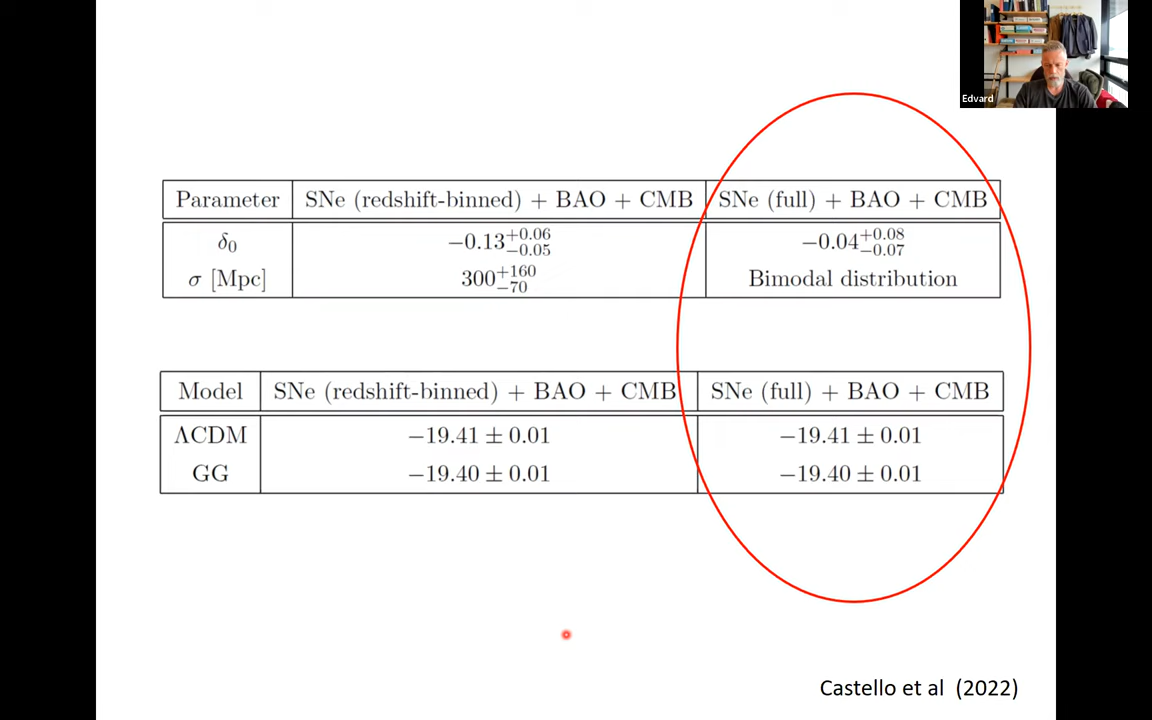 Edvard
Parameter SNe (redshift-binned) + BAO + CMB SNe (full) + BAO + CMB
δ₀ −0.13^{+0.06}_{−0.05} −0.04^{+0.08}_{−0.07}
σ [Mpc] 300^{+160}_{−70} Bimodal distribution
Model SNe (redshift-binned) + BAO + CMB SNe (full) + BAO + CMB
ΛCDM −19.41 ± 0.01 −19.41 ± 0.01
GG −19.40 ± 0.01 −19.40 ± 0.01
Castello et al (2022)